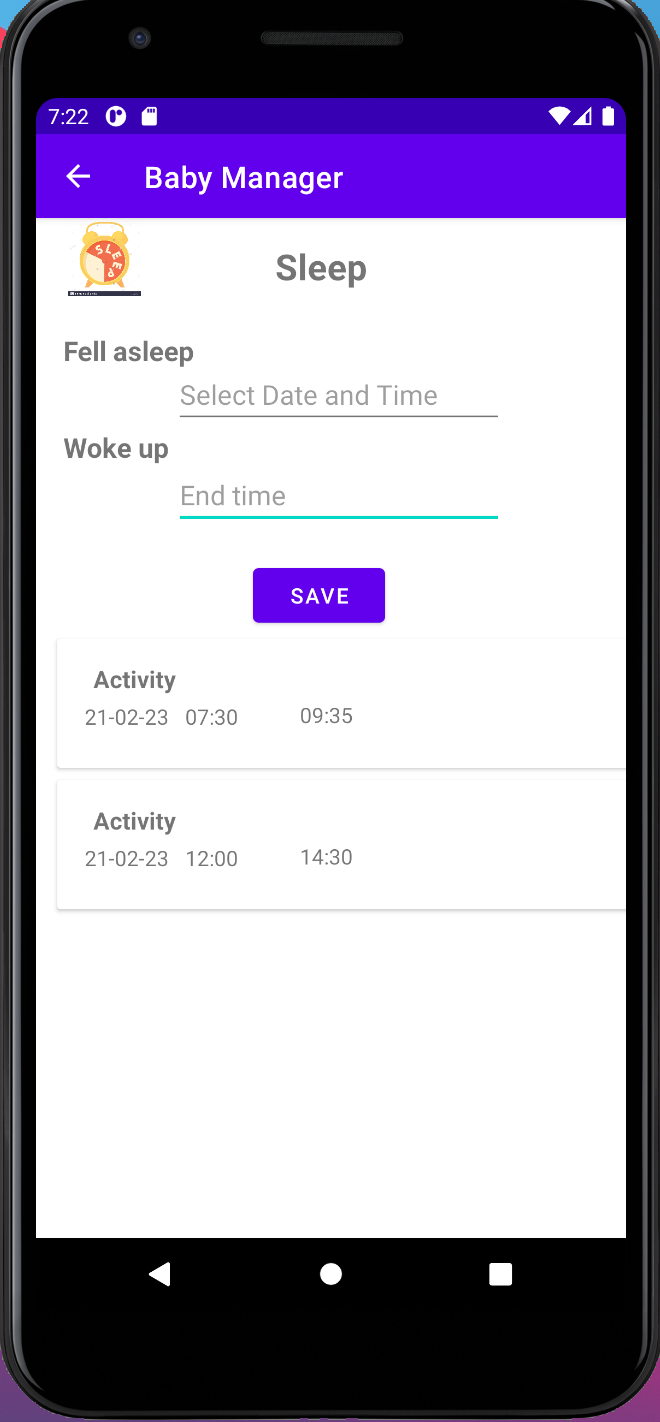 7:22
Baby Manager
SLEEP
Sleep
Fell asleep
Select Date and Time
Woke up
End time
SAVE
Activity
21-02-23 07:30 09:35
Activity
21-02-23 12:00 14:30